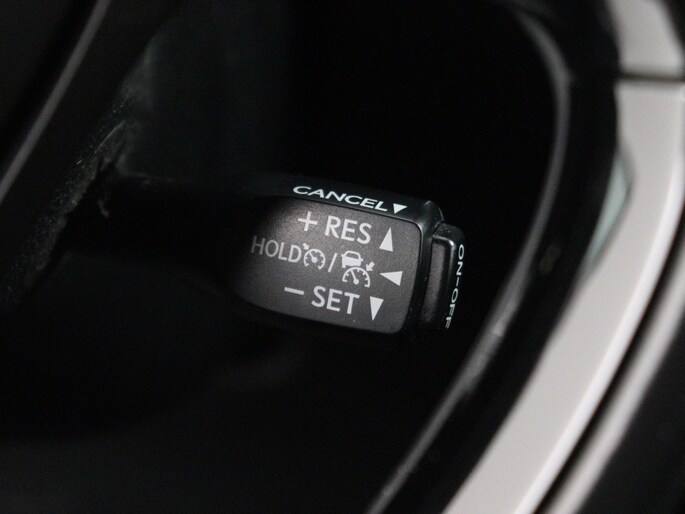 CANCEL▼
+ RES ▲
HOLD / ◀
− SET ▼
ON-OFF